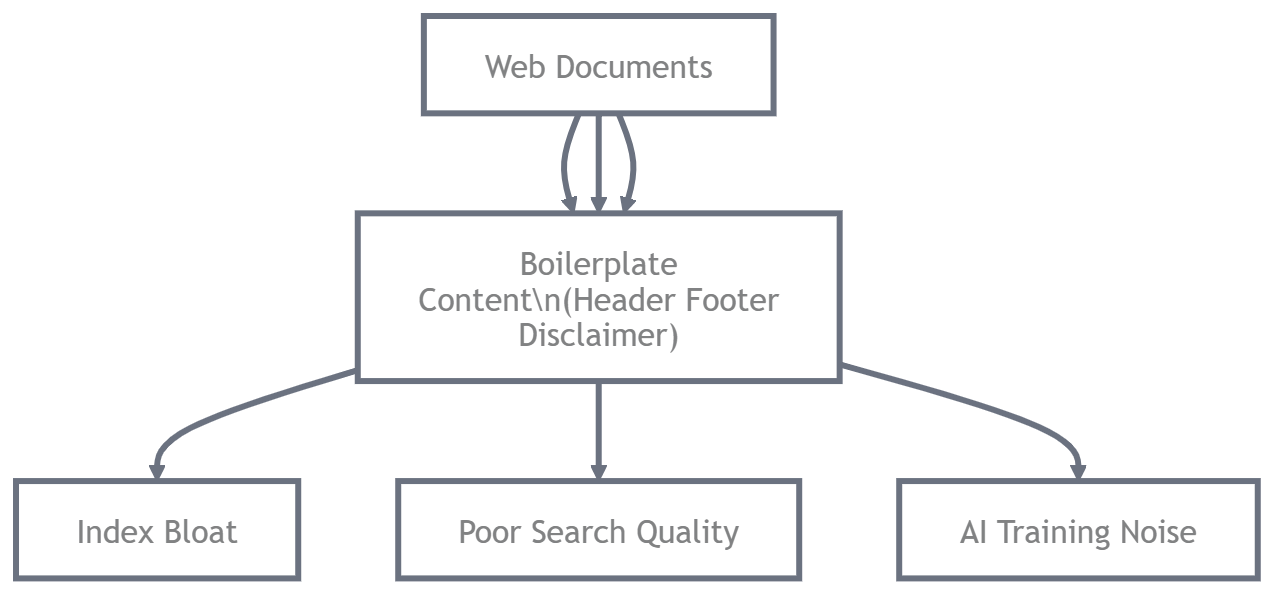 Web Documents
Boilerplate
Content\n(Header Footer
Disclaimer)
Index Bloat
Poor Search Quality
AI Training Noise